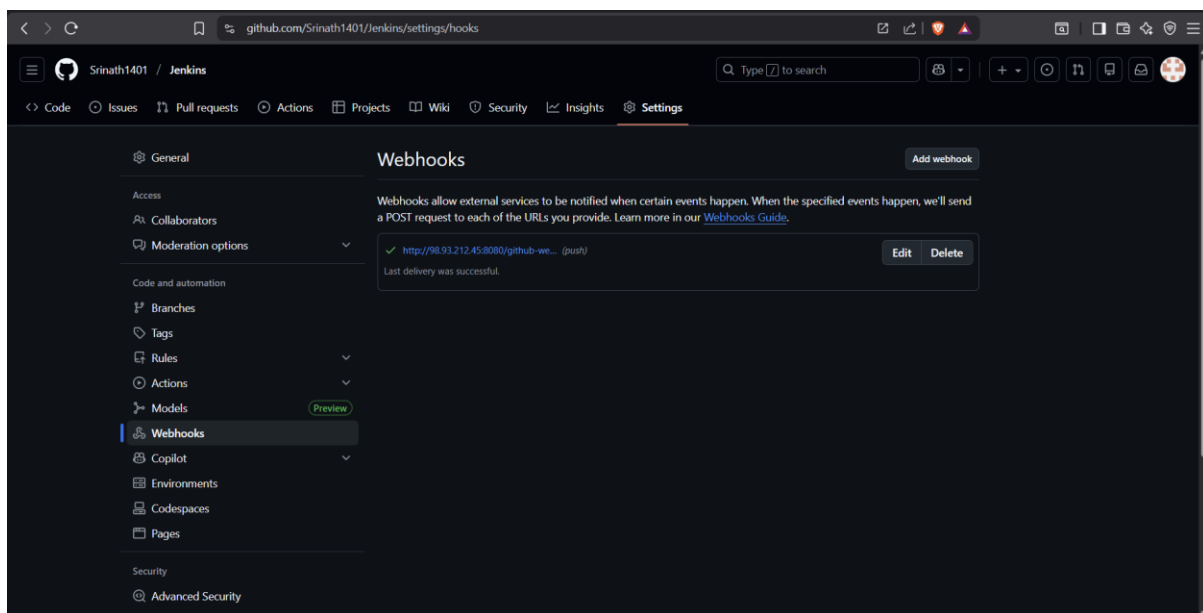 github.com/Srinath1401/Jenkins/settings/hooks
Srinath1401 / Jenkins
Type / to search
Code Issues Pull requests Actions Projects Wiki Security Insights Settings
General
Access
Collaborators
Moderation options
Code and automation
Branches
Tags
Rules
Actions
Models Preview
Webhooks
Copilot
Environments
Codespaces
Pages
Security
Advanced Security
Webhooks
Add webhook
Webhooks allow external services to be notified when certain events happen. When the specified events happen, we'll send
a POST request to each of the URLs you provide. Learn more in our Webhooks Guide.
http://98.93.212.45:8080/github-we... (push)
Edit Delete
Last delivery was successful.